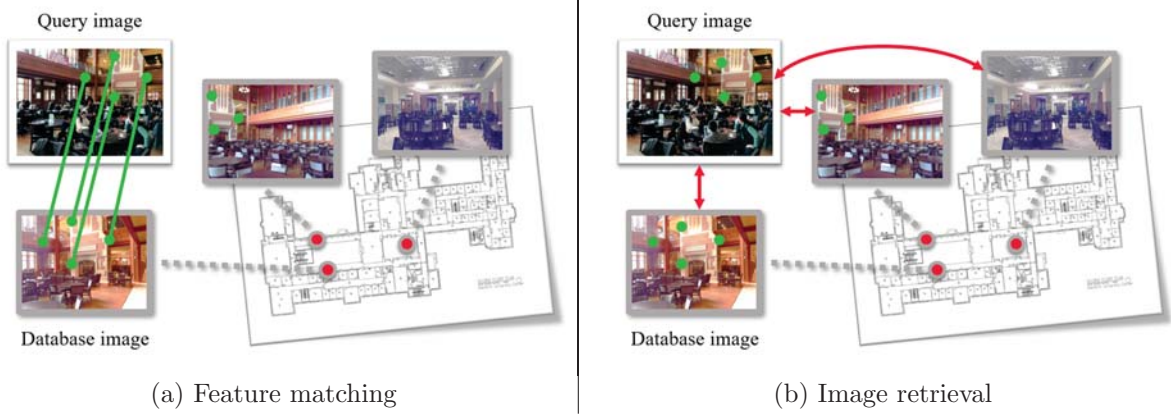 Query image
Database image
(a) Feature matching
Query image
Database image
(b) Image retrieval